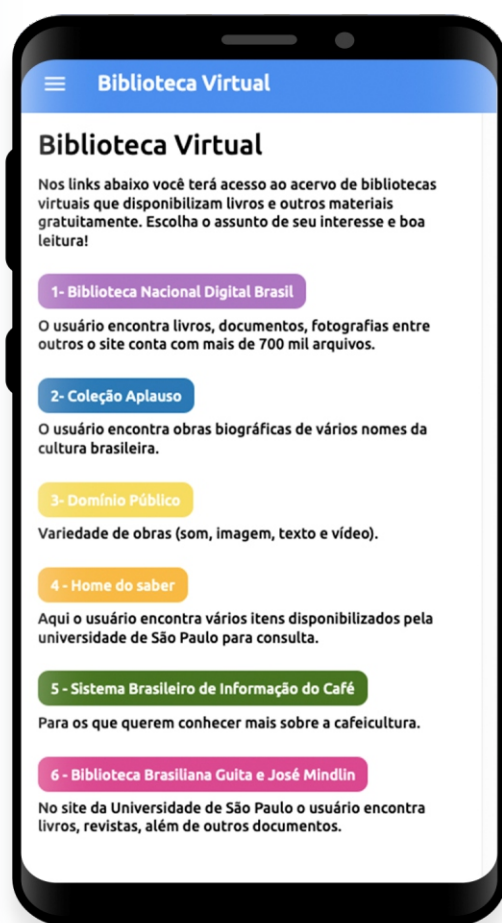 Biblioteca Virtual
Biblioteca Virtual
Nos links abaixo você terá acesso ao acervo de bibliotecas
virtuais que disponibilizam livros e outros materiais
gratuitamente. Escolha o assunto de seu interesse e boa
leitura!
1- Biblioteca Nacional Digital Brasil
O usuário encontra livros, documentos, fotografias entre
outros o site conta com mais de 700 mil arquivos.
2- Coleção Aplauso
O usuário encontra obras biográficas de vários nomes da
cultura brasileira.
3- Domínio Público
Variedade de obras (som, imagem, texto e vídeo).
4 - Home do saber
Aqui o usuário encontra vários itens disponibilizados pela
universidade de São Paulo para consulta.
5 - Sistema Brasileiro de Informação do Café
Para os que querem conhecer mais sobre a cafeicultura.
6 - Biblioteca Brasiliana Guita e José Mindlin
No site da Universidade de São Paulo o usuário encontra
livros, revistas, além de outros documentos.